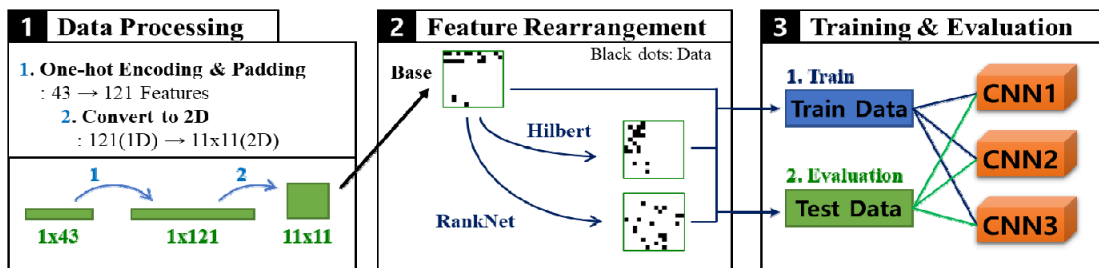 1 Data Processing
1. One-hot Encoding & Padding
: 43 → 121 Features
2. Convert to 2D
: 121(1D) → 11x11(2D)
1
2
1x43
1x121
11x11
2 Feature Rearrangement
Black dots: Data
Base
Hilbert
RankNet
3 Training & Evaluation
1. Train
Train Data
2. Evaluation
Test Data
CNN1
CNN2
CNN3